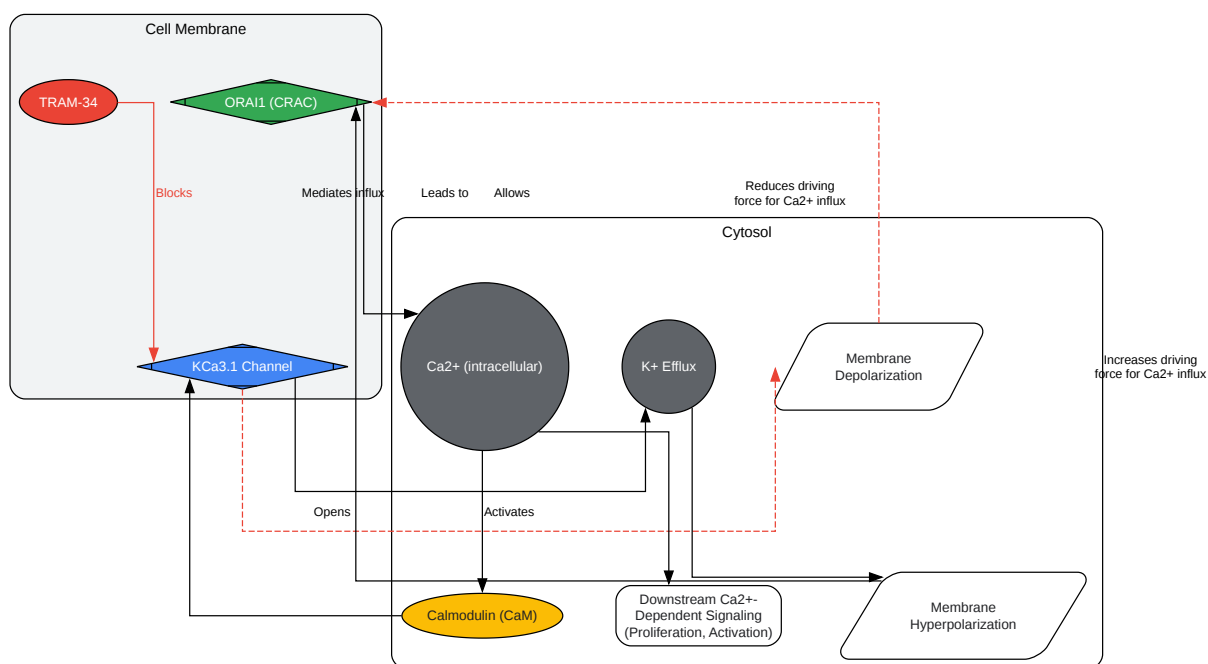 Cell Membrane
TRAM-34
ORAI1 (CRAC)
Blocks
Mediates influx
Leads to
Allows
Reduces driving
force for Ca2+ influx
Cytosol
KCa3.1 Channel
Ca2+ (intracellular)
K+ Efflux
Membrane
Depolarization
Increases driving
force for Ca2+ influx
Opens
Activates
Calmodulin (CaM)
Downstream Ca2+-
Dependent Signaling
(Proliferation, Activation)
Membrane
Hyperpolarization